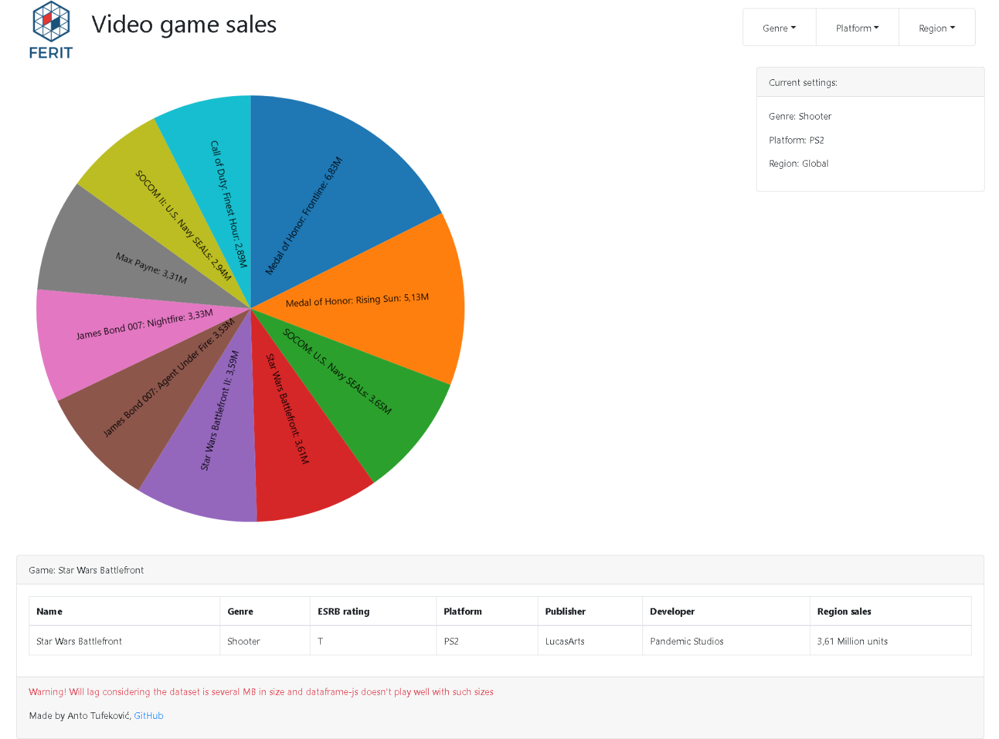 FERIT
Video game sales
Genre
Platform
Region
Current settings:
Genre: Shooter
Platform: PS2
Region: Global
Medal of Honor: Frontline: 6,83M
Medal of Honor: Rising Sun: 5,13M
SOCOM: U.S. Navy SEALs: 3,65M
Star Wars Battlefront: 3,61M
Star Wars Battlefront II: 3,59M
James Bond 007: Agent Under Fire: 3,53M
James Bond 007: Nightfire: 3,33M
Max Payne: 3,31M
SOCOM II: U.S. Navy SEALs: 2,94M
Call of Duty: Finest Hour: 2,89M
Game: Star Wars Battlefront
Name Genre ESRB rating Platform Publisher Developer Region sales
Star Wars Battlefront Shooter T PS2 LucasArts Pandemic Studios 3,61 Million units
Warning! Will lag considering the dataset is several MB in size and dataframe-js doesn't play well with such sizes
Made by Anto Tufeković, GitHub